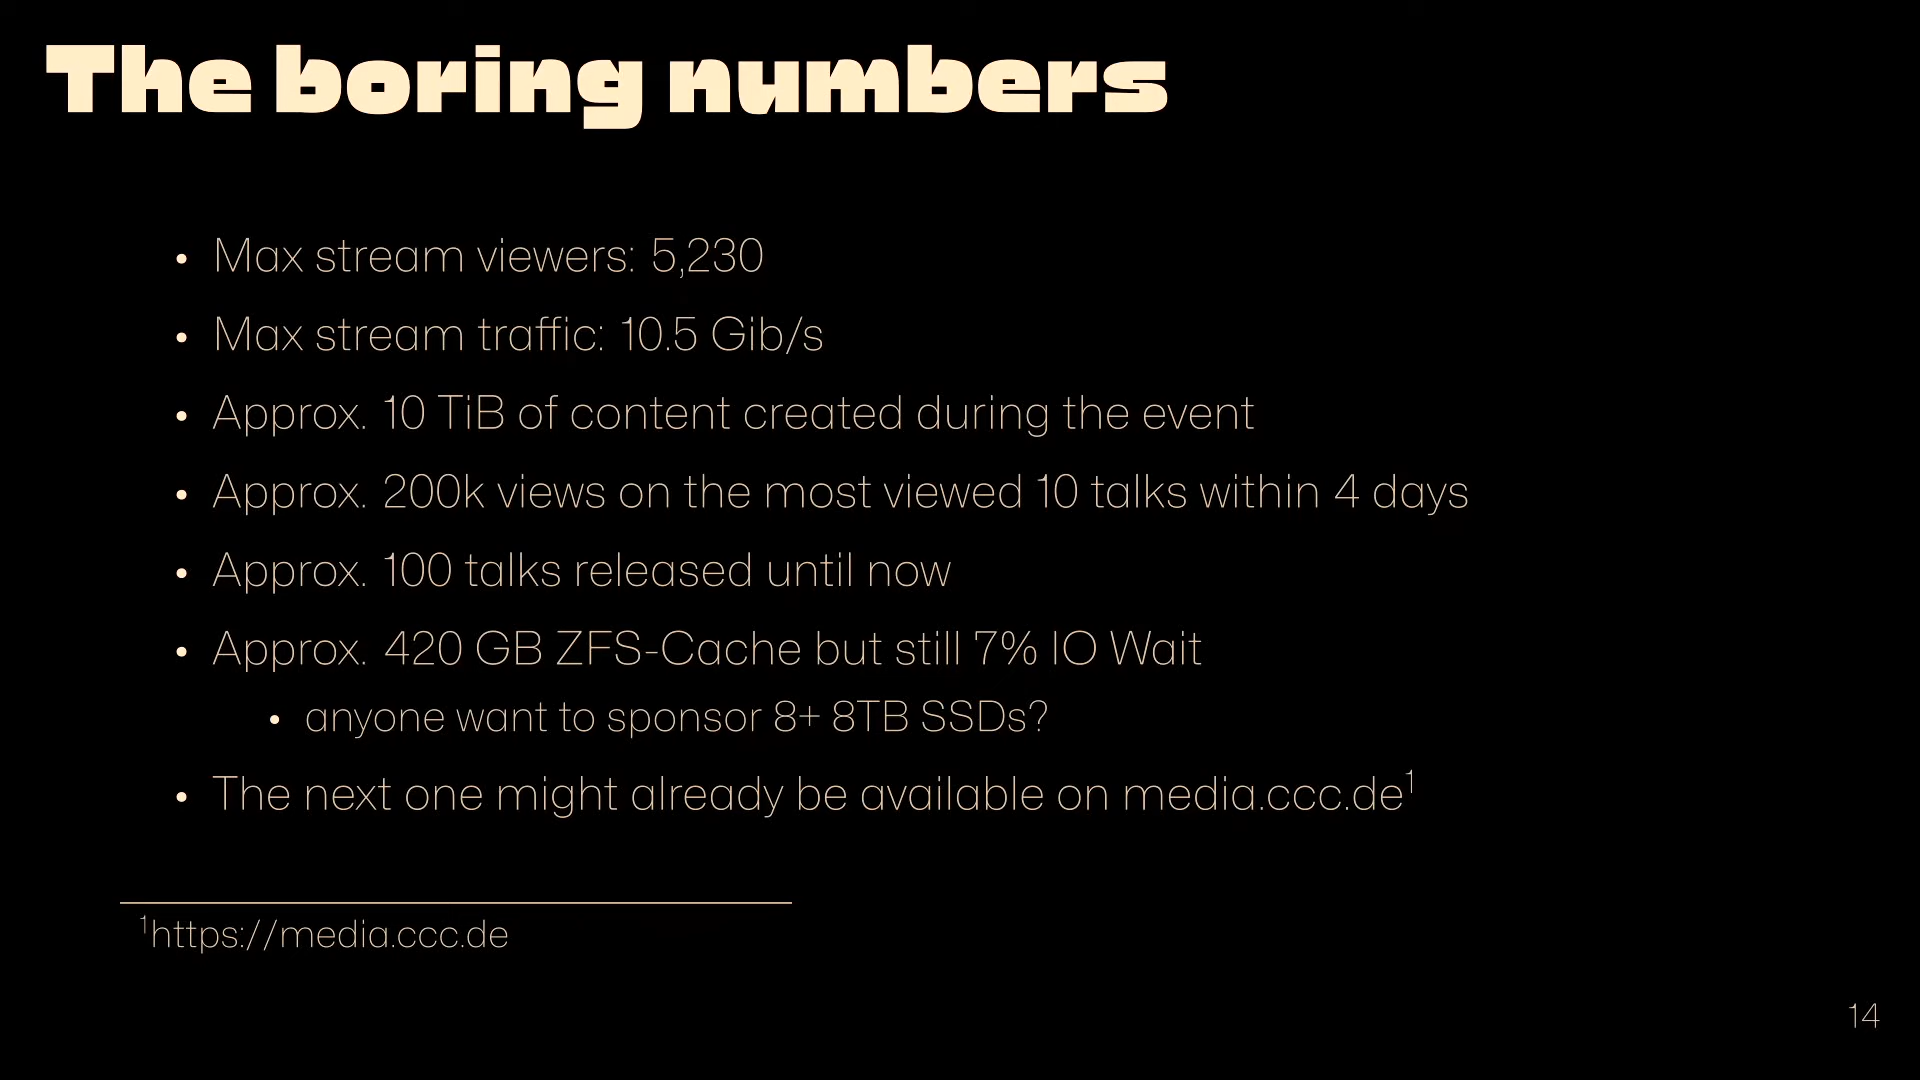 The boring numbers
• Max stream viewers: 5,230
• Max stream traffic: 10.5 Gib/s
• Approx. 10 TiB of content created during the event
• Approx. 200k views on the most viewed 10 talks within 4 days
• Approx. 100 talks released until now
• Approx. 420 GB ZFS-Cache but still 7% IO Wait
• anyone want to sponsor 8+ 8TB SSDs?
• The next one might already be available on media.ccc.de¹
¹https://media.ccc.de
14